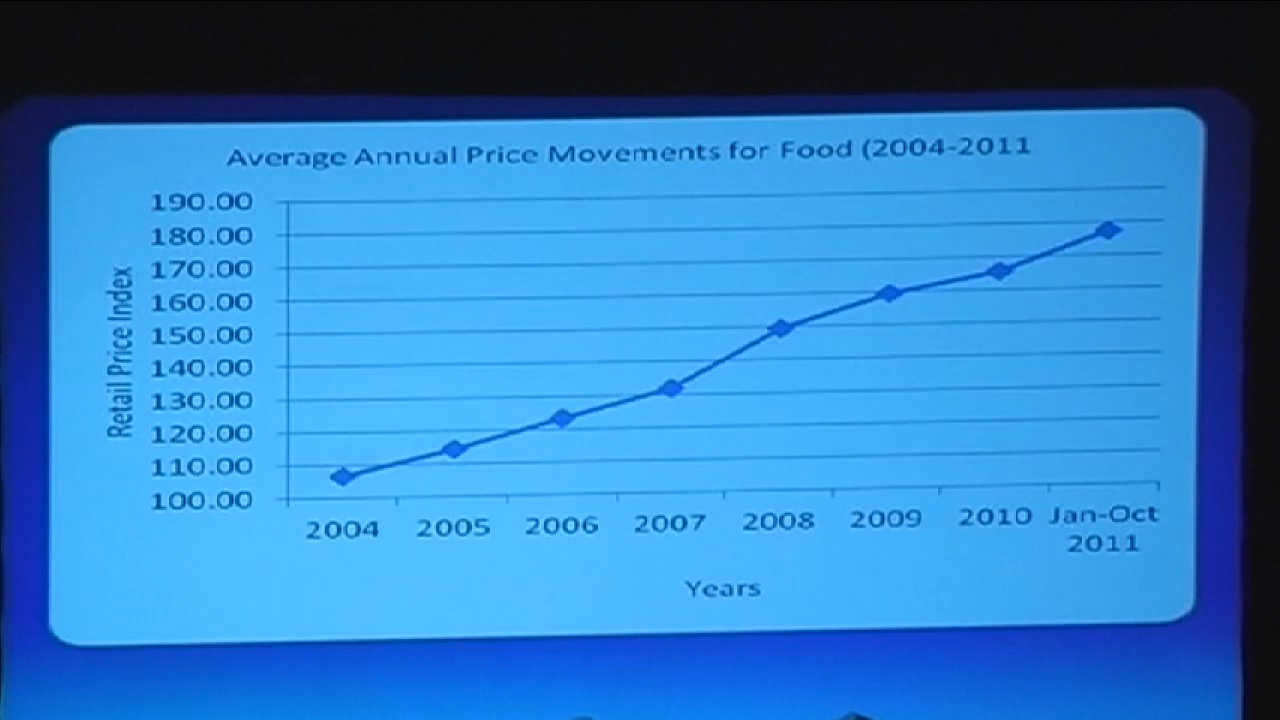 Average Annual Price Movements for Food (2004-2011
190.00
180.00
170.00
160.00
150.00
140.00
130.00
120.00
110.00
100.00
Retail Price Index
2004 2005 2006 2007 2008 2009 2010 Jan-Oct
2011
Years